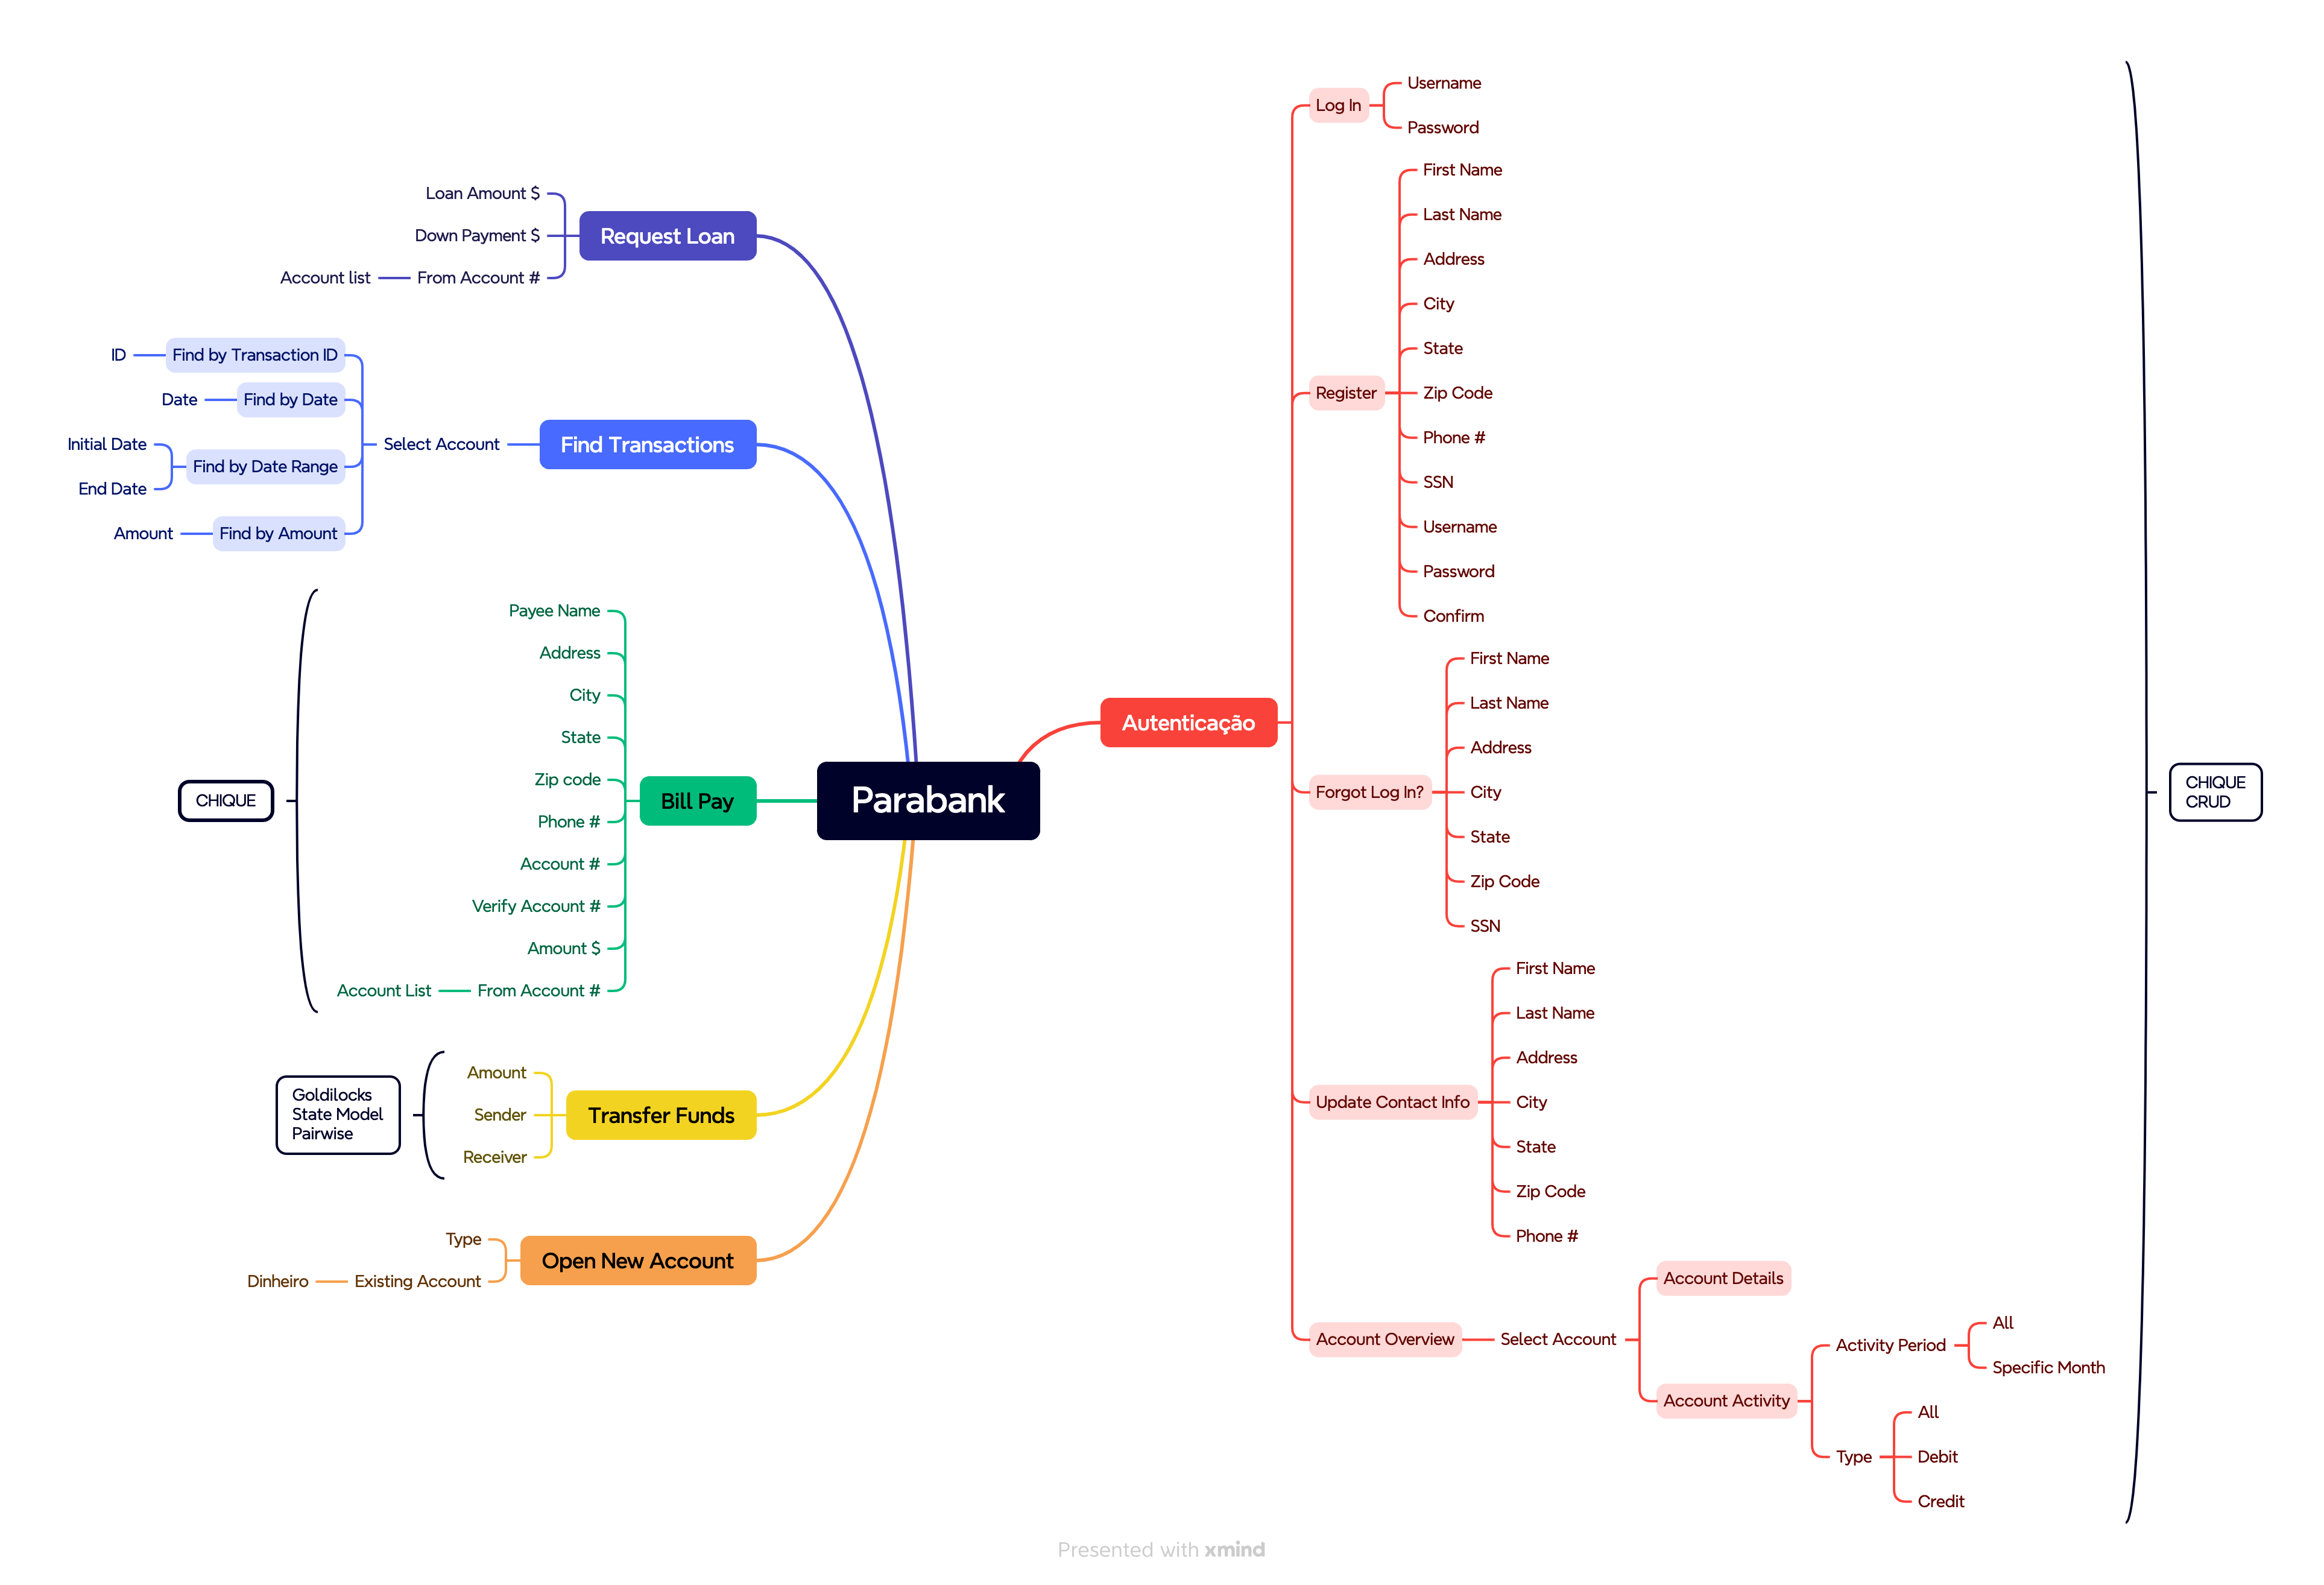 Parabank
Autenticação
Log In
Username
Password
Register
First Name
Last Name
Address
City
State
Zip Code
Phone #
SSN
Username
Password
Confirm
Forgot Log In?
First Name
Last Name
Address
City
State
Zip Code
SSN
Update Contact Info
First Name
Last Name
Address
City
State
Zip Code
Phone #
Account Overview
Select Account
Account Details
Account Activity
Activity Period
All
Specific Month
Type
All
Debit
Credit
CHIQUE
CRUD
Request Loan
Loan Amount $
Down Payment $
From Account #
Account list
Find Transactions
Select Account
Find by Transaction ID
ID
Find by Date
Date
Find by Date Range
Initial Date
End Date
Find by Amount
Amount
Bill Pay
Payee Name
Address
City
State
Zip code
Phone #
Account #
Verify Account #
Amount $
From Account #
Account List
CHIQUE
Transfer Funds
Amount
Sender
Receiver
Goldilocks
State Model
Pairwise
Open New Account
Type
Existing Account
Dinheiro
Presented with xmind